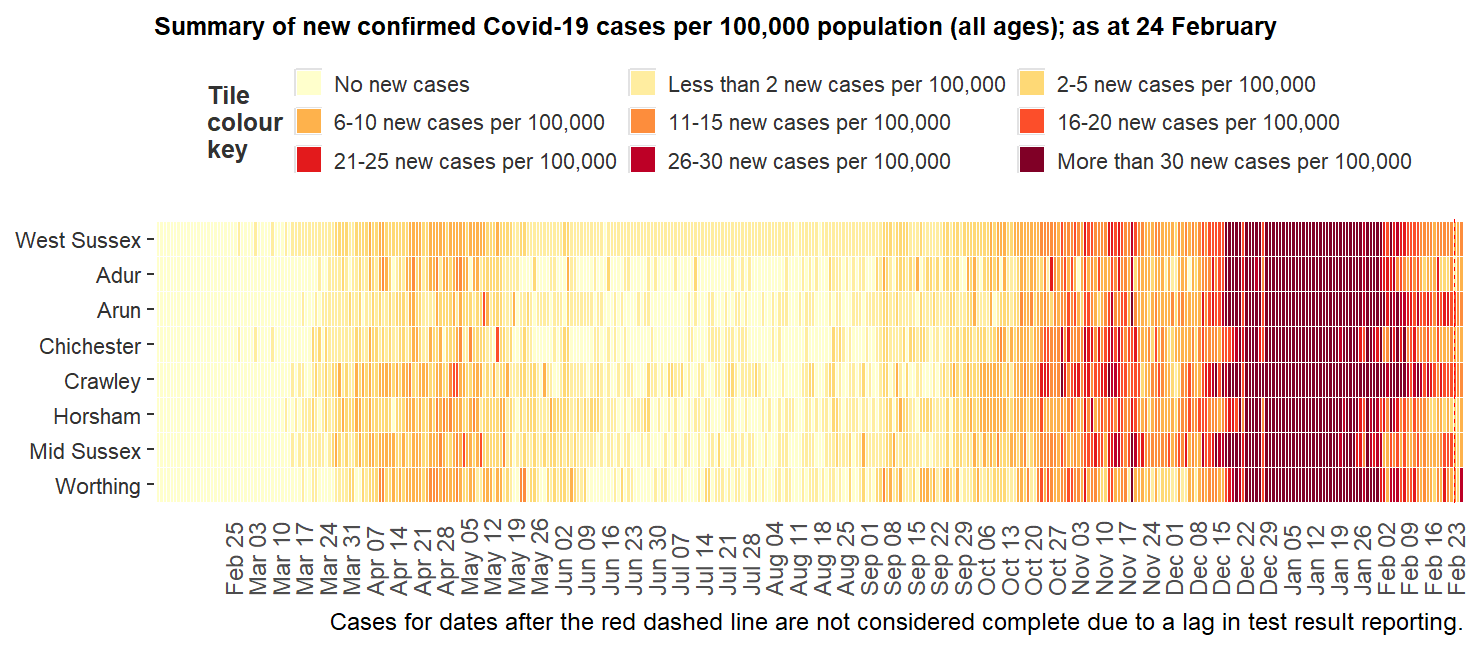 Summary of new confirmed Covid-19 cases per 100,000 population (all ages); as at 24 February
Tile
colour
key
No new cases
Less than 2 new cases per 100,000
2-5 new cases per 100,000
6-10 new cases per 100,000
11-15 new cases per 100,000
16-20 new cases per 100,000
21-25 new cases per 100,000
26-30 new cases per 100,000
More than 30 new cases per 100,000
West Sussex
Adur
Arun
Chichester
Crawley
Horsham
Mid Sussex
Worthing
Feb 25
Mar 03
Mar 10
Mar 17
Mar 24
Mar 31
Apr 07
Apr 14
Apr 21
Apr 28
May 05
May 12
May 19
May 26
Jun 02
Jun 09
Jun 16
Jun 23
Jun 30
Jul 07
Jul 14
Jul 21
Jul 28
Aug 04
Aug 11
Aug 18
Aug 25
Sep 01
Sep 08
Sep 15
Sep 22
Sep 29
Oct 06
Oct 13
Oct 20
Oct 27
Nov 03
Nov 10
Nov 17
Nov 24
Dec 01
Dec 08
Dec 15
Dec 22
Dec 29
Jan 05
Jan 12
Jan 19
Jan 26
Feb 02
Feb 09
Feb 16
Feb 23
Cases for dates after the red dashed line are not considered complete due to a lag in test result reporting.